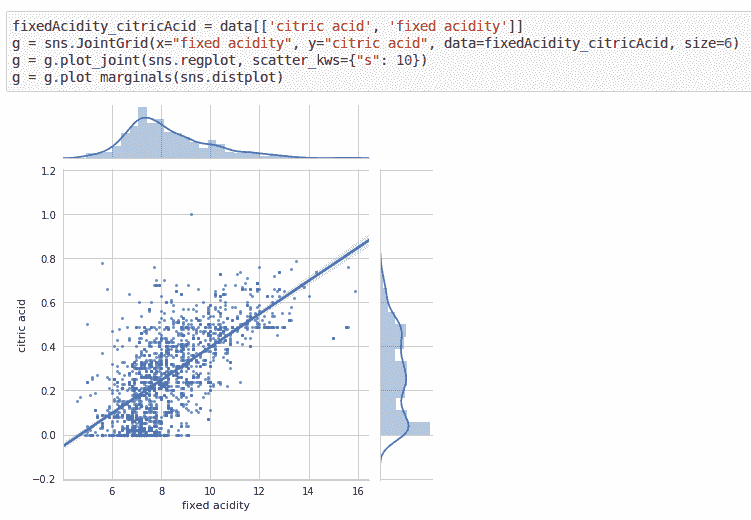 fixedAcidity_citricAcid = data[['citric acid', 'fixed acidity']]
g = sns.JointGrid(x="fixed acidity", y="citric acid", data=fixedAcidity_citricAcid, size=6)
g = g.plot_joint(sns.regplot, scatter_kws={"s": 10})
g = g.plot_marginals(sns.distplot)
1.2
1.0
0.8
0.6
0.4
0.2
0.0
−0.2
citric acid
6 8 10 12 14 16
fixed acidity